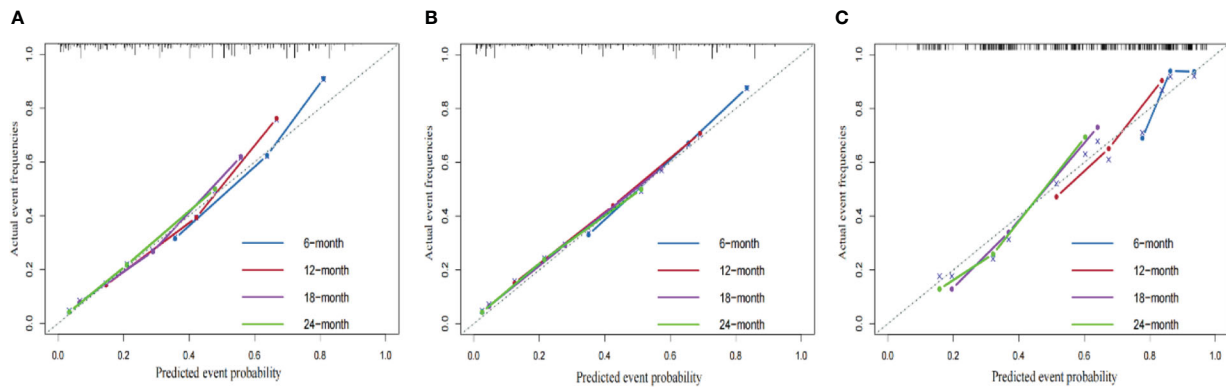 A
B
C
Actual event frequencies
0.0
0.2
0.4
0.6
0.8
1.0
6-month
12-month
18-month
24-month
0.0 0.2 0.4 0.6 0.8 1.0
Predicted event probability
Actual event frequencies
0.0
0.2
0.4
0.6
0.8
1.0
6-month
12-month
18-month
24-month
0.0 0.2 0.4 0.6 0.8 1.0
Predicted event probability
Actual event frequencies
0.0
0.2
0.4
0.6
0.8
1.0
6-month
12-month
18-month
24-month
0.0 0.2 0.4 0.6 0.8 1.0
Predicted event probability